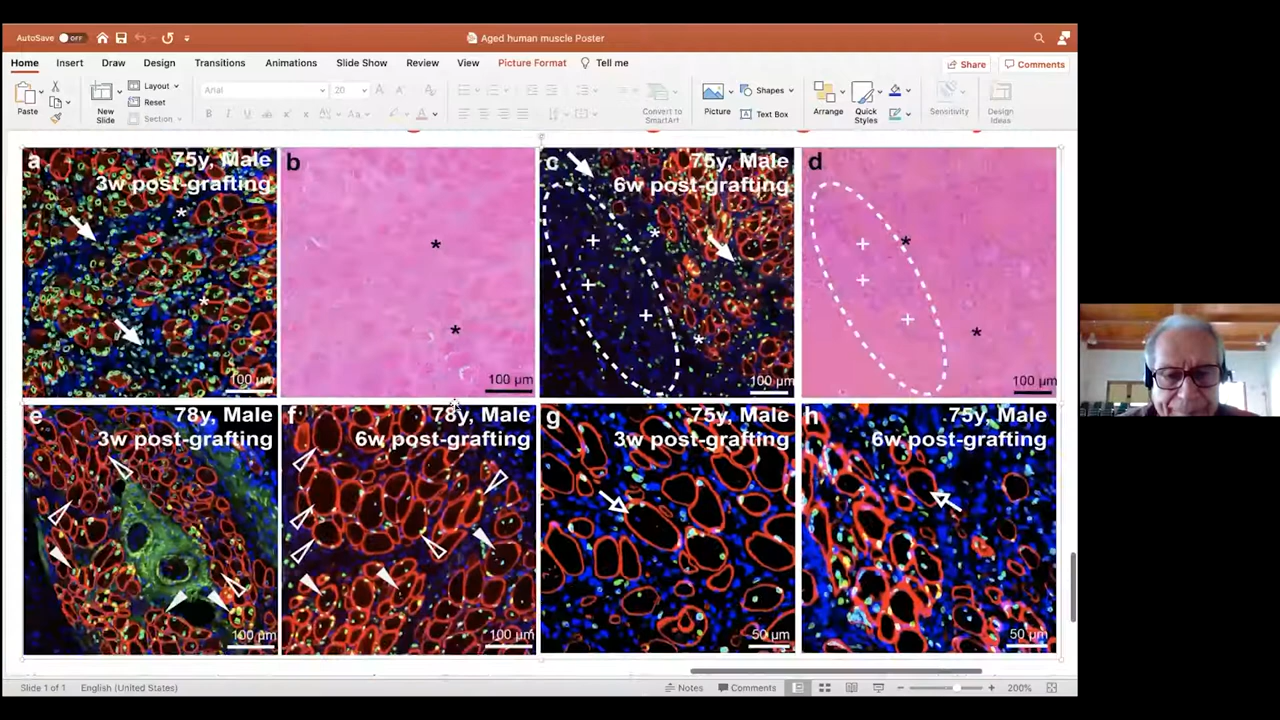 AutoSave OFF
Aged human muscle Poster
Home Insert Draw Design Transitions Animations Slide Show Review View Picture Format Tell me
Share Comments
Paste
New Slide
Layout
Reset
Section
Arial 20
B I U ab x x AV Aa A
Convert to SmartArt
Picture
Shapes
Text Box
Arrange
Quick Styles
Sensitivity
Design Ideas
a 75y, Male
3w post-grafting
* *
100 µm
b
* *
100 µm
c 75y, Male
6w post-grafting
+ + + * *
100 µm
d
+ + + * *
100 µm
e 78y, Male
3w post-grafting
100 µm
f 78y, Male
6w post-grafting
100 µm
g 75y, Male
3w post-grafting
50 µm
h 75y, Male
6w post-grafting
50 µm
Slide 1 of 1 English (United States) Notes Comments 200%